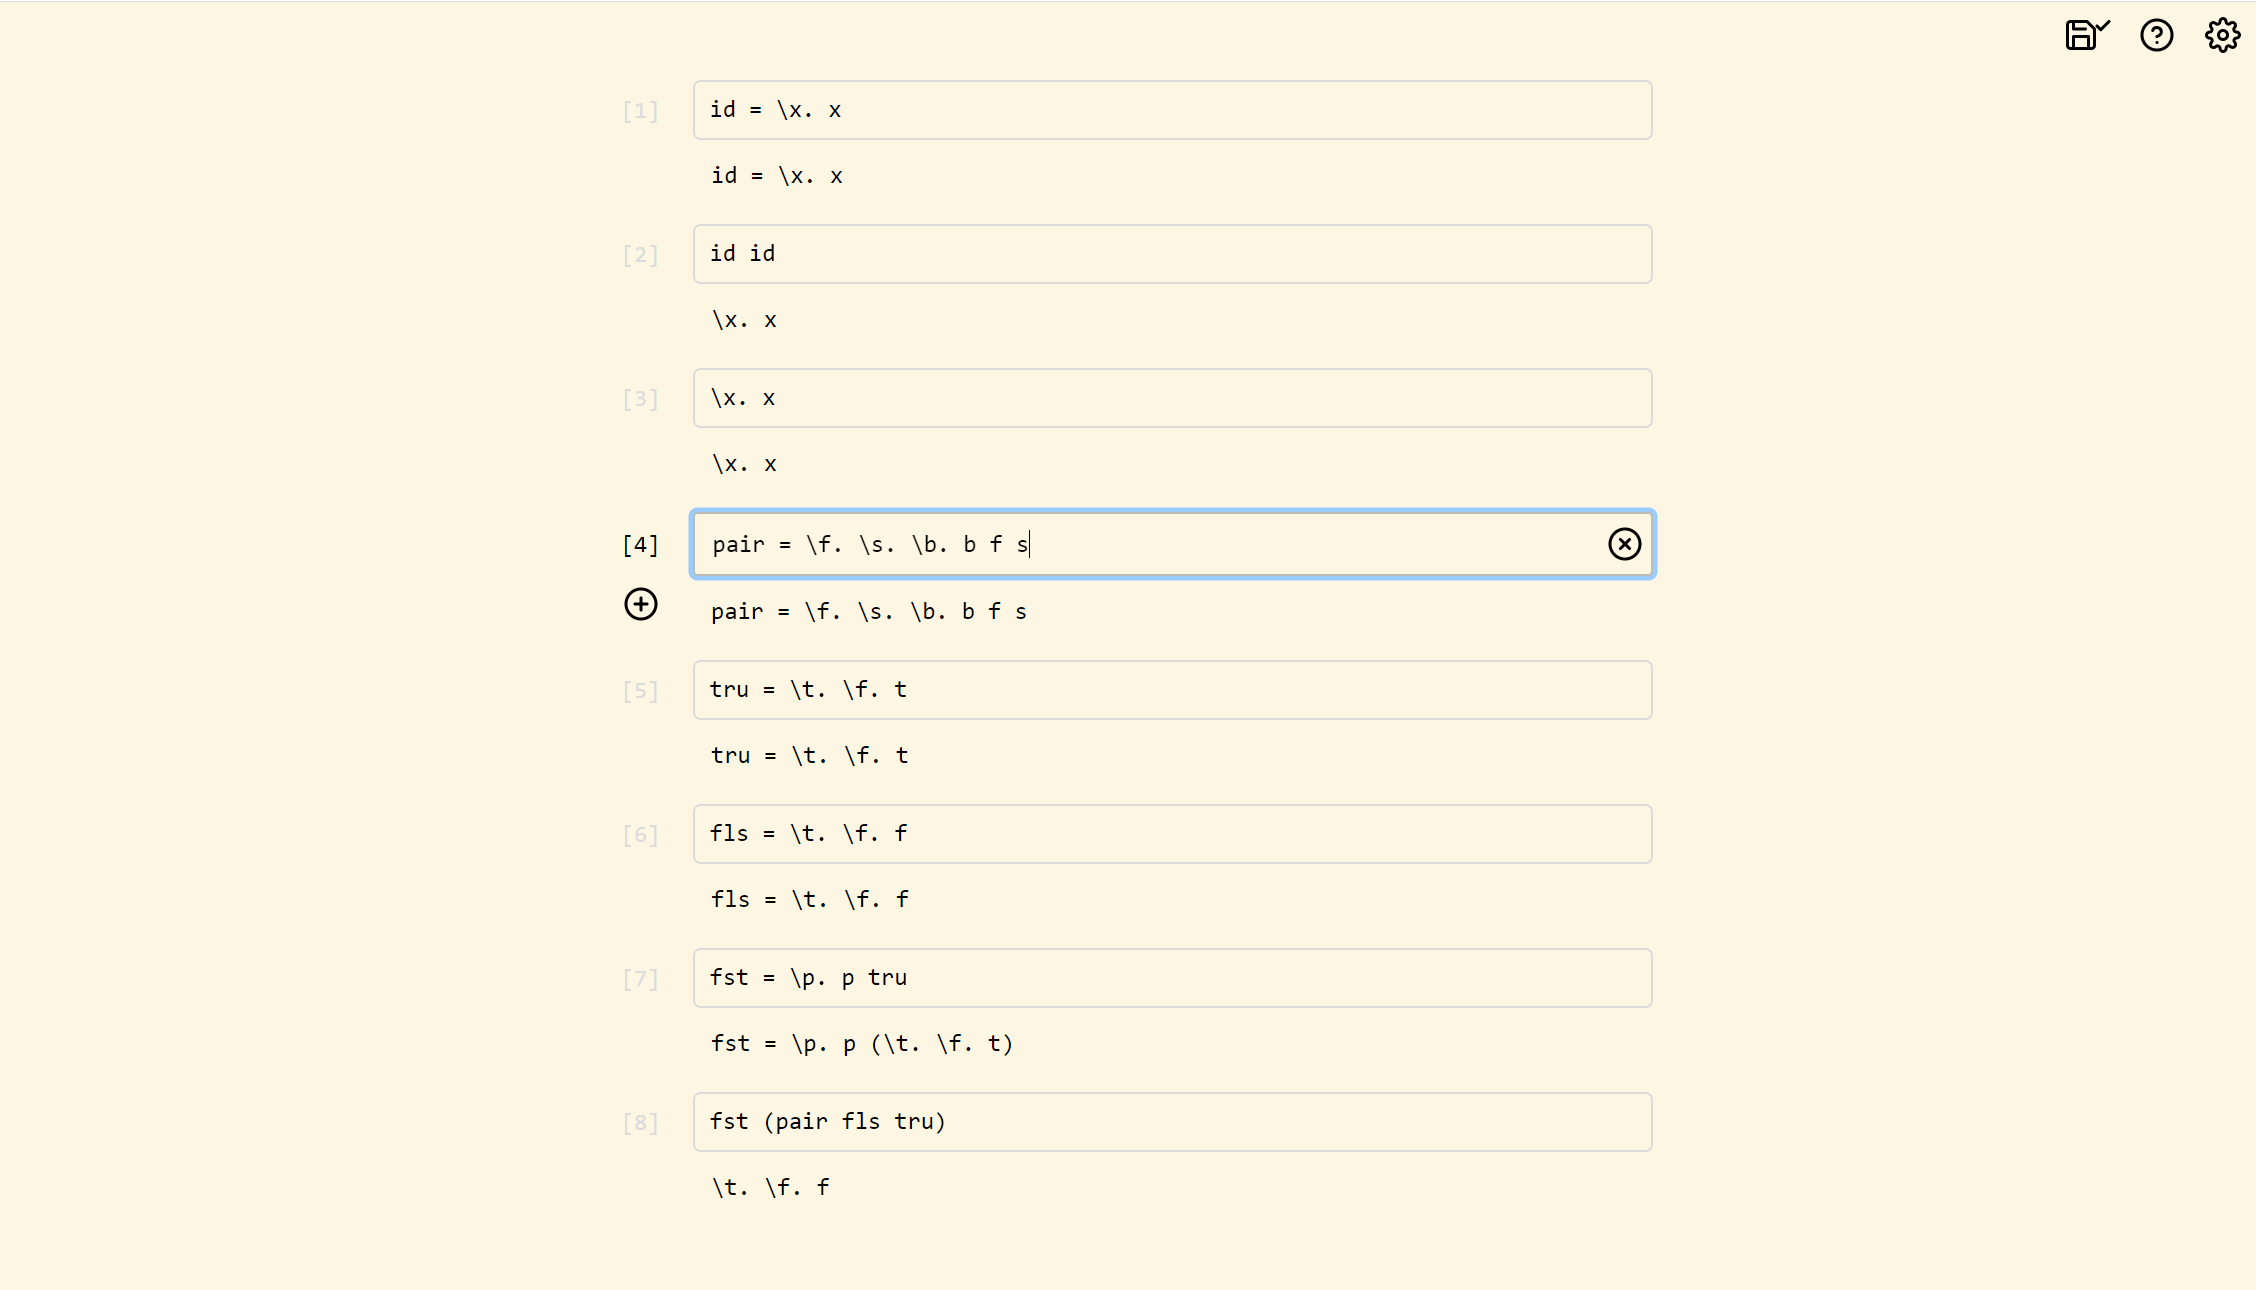 [1] id = \x. x
id = \x. x
[2] id id
\x. x
[3] \x. x
\x. x
[4] pair = \f. \s. \b. b f s
pair = \f. \s. \b. b f s
[5] tru = \t. \f. t
tru = \t. \f. t
[6] fls = \t. \f. f
fls = \t. \f. f
[7] fst = \p. p tru
fst = \p. p (\t. \f. t)
[8] fst (pair fls tru)
\t. \f. f